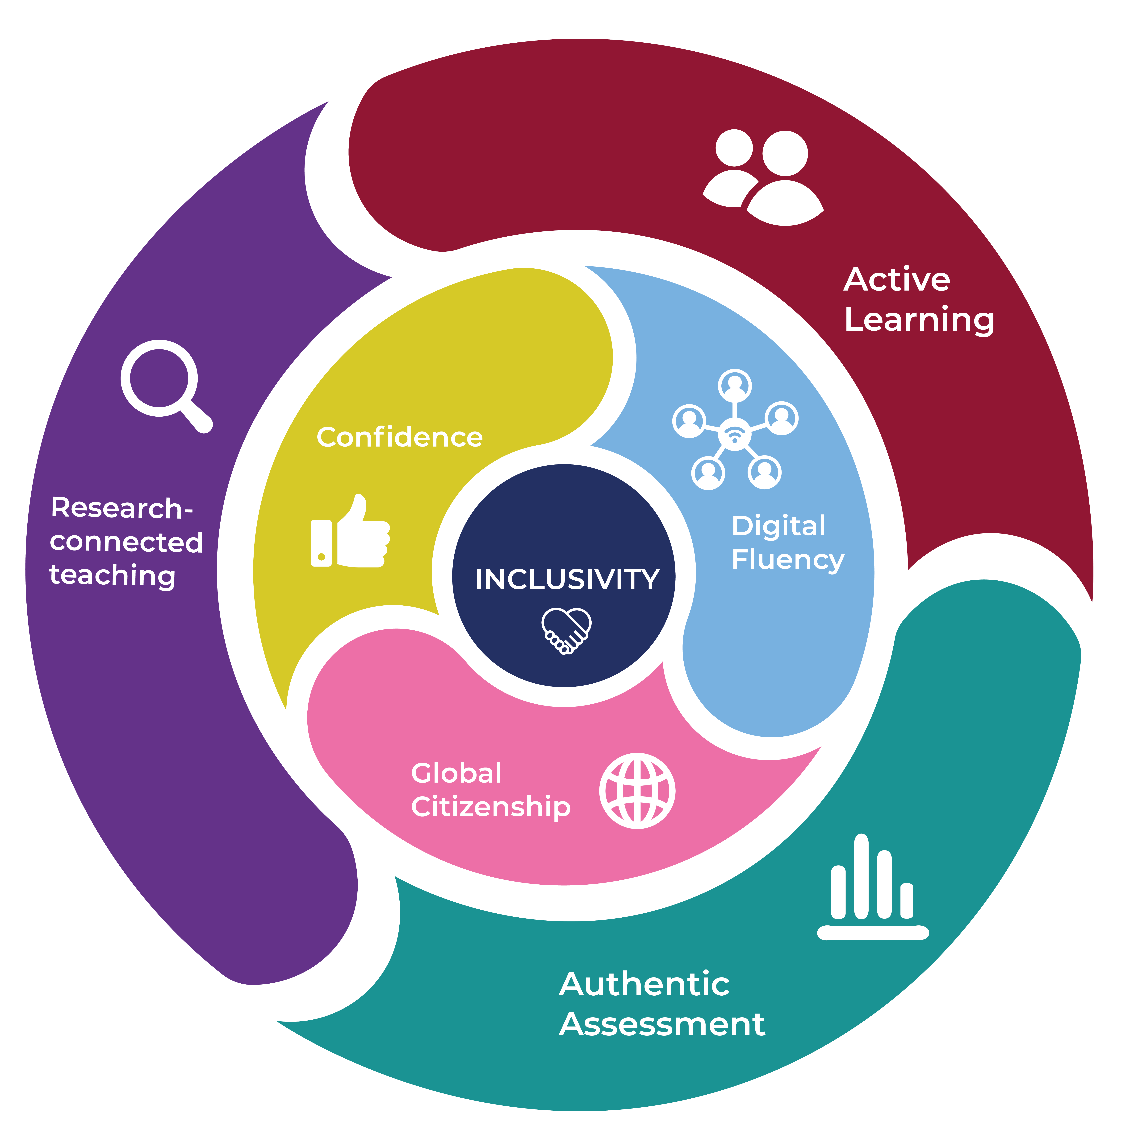 Active
Learning
Confidence
Research-
connected
teaching
Digital
Fluency
INCLUSIVITY
Global
Citizenship
Authentic
Assessment